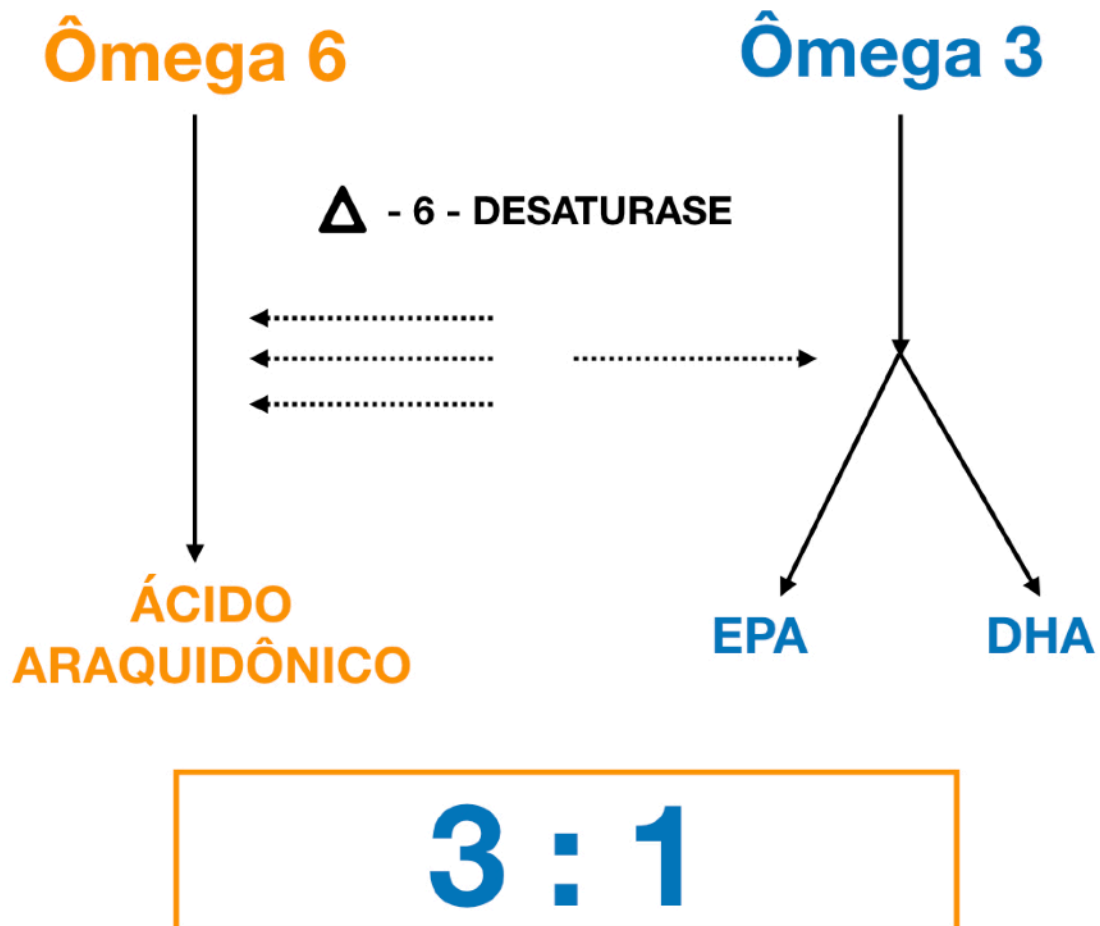 Ômega 6
Ômega 3
Δ - 6 - DESATURASE
ÁCIDO
ARAQUIDÔNICO
EPA
DHA
3 : 1